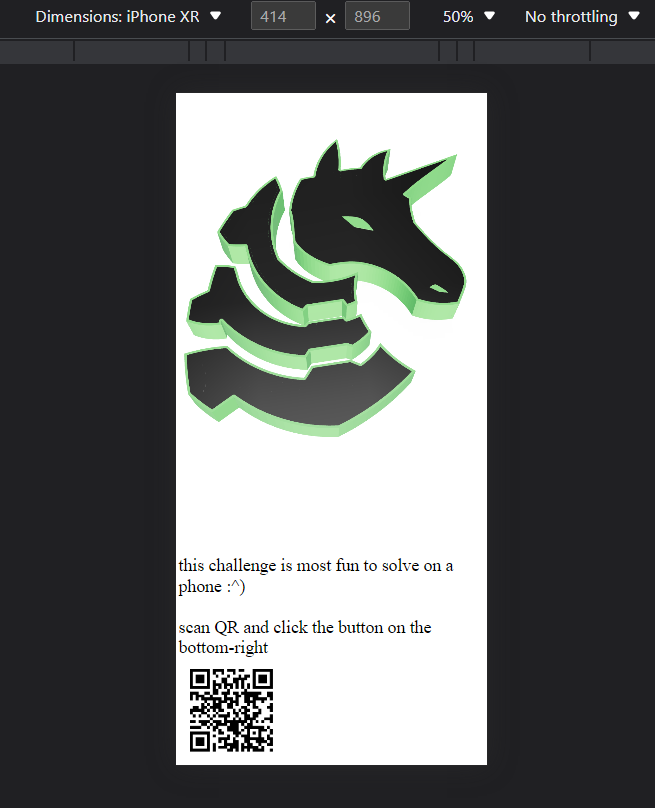 Dimensions: iPhone XR ▼ 414 × 896 50% ▼ No throttling ▼
this challenge is most fun to solve on a
phone :^)
scan QR and click the button on the
bottom-right